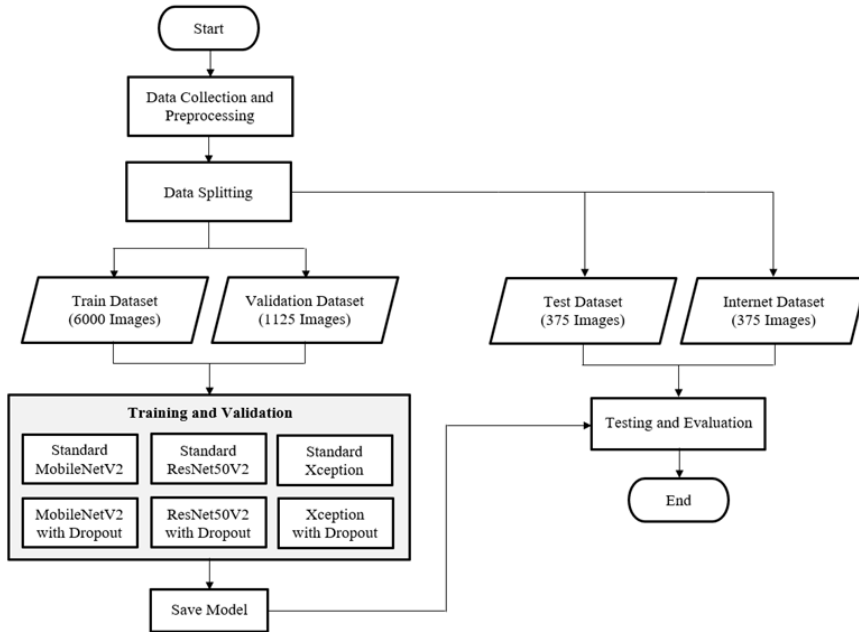 Start
Data Collection and
Preprocessing
Data Splitting
Train Dataset
(6000 Images)
Validation Dataset
(1125 Images)
Test Dataset
(375 Images)
Internet Dataset
(375 Images)
Training and Validation
Standard
MobileNetV2
Standard
ResNet50V2
Standard
Xception
MobileNetV2
with Dropout
ResNet50V2
with Dropout
Xception
with Dropout
Save Model
Testing and Evaluation
End